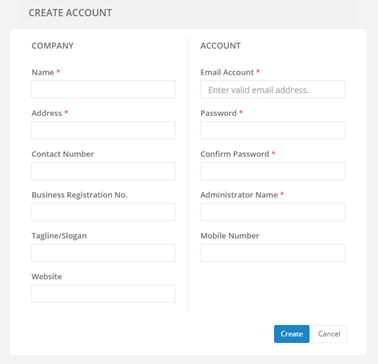 CREATE ACCOUNT
COMPANY
Name *
Address *
Contact Number
Business Registration No.
Tagline/Slogan
Website
ACCOUNT
Email Account *
Enter valid email address.
Password *
Confirm Password *
Administrator Name *
Mobile Number
Create
Cancel